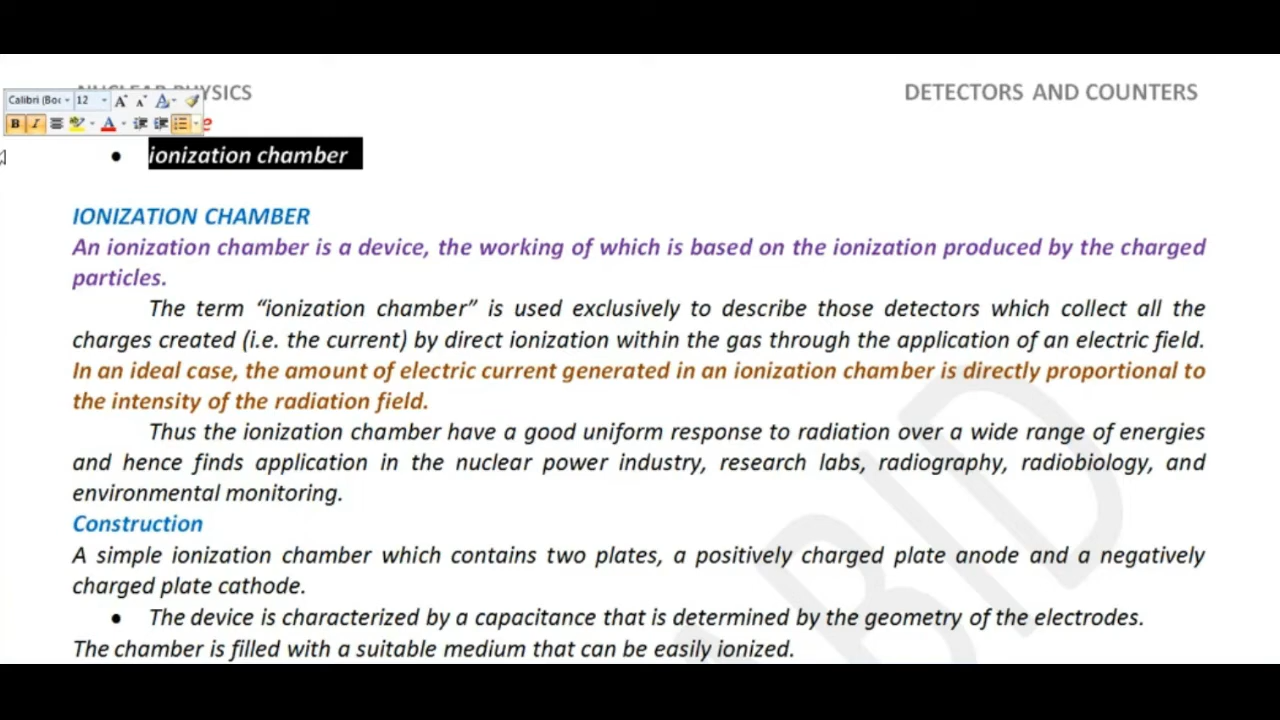 YSICS DETECTORS AND COUNTERS
Calibri (Boc 12
B I A
e
• ionization chamber
IONIZATION CHAMBER
An ionization chamber is a device, the working of which is based on the ionization produced by the charged
particles.
The term “ionization chamber” is used exclusively to describe those detectors which collect all the
charges created (i.e. the current) by direct ionization within the gas through the application of an electric field.
In an ideal case, the amount of electric current generated in an ionization chamber is directly proportional to
the intensity of the radiation field.
Thus the ionization chamber have a good uniform response to radiation over a wide range of energies
and hence finds application in the nuclear power industry, research labs, radiography, radiobiology, and
environmental monitoring.
Construction
A simple ionization chamber which contains two plates, a positively charged plate anode and a negatively
charged plate cathode.
• The device is characterized by a capacitance that is determined by the geometry of the electrodes.
The chamber is filled with a suitable medium that can be easily ionized.
BID